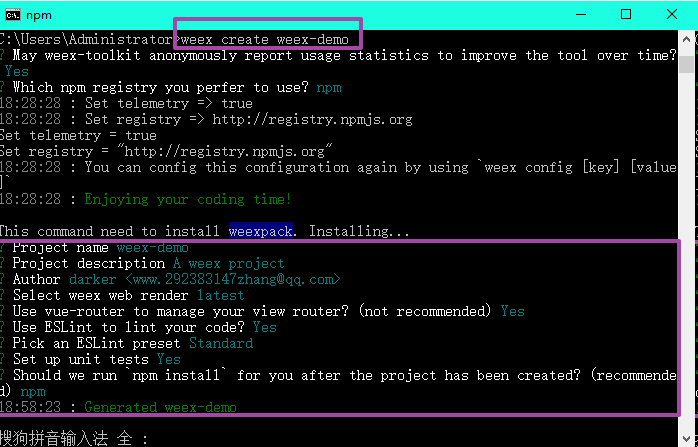 npm
C:\Users\Administrator>weex create weex-demo
? May weex-toolkit anonymously report usage statistics to improve the tool over time?
Yes
? Which npm registry you perfer to use? npm
18:28:28 : Set telemetry => true
18:28:28 : Set registry => http://registry.npmjs.org
Set telemetry = true
Set registry = "http://registry.npmjs.org"
18:28:28 : You can config this configuration again by using `weex config [key] [value
]`
18:28:28 : Enjoying your coding time!
This command need to install weexpack. Installing...
? Project name weex-demo
? Project description A weex project
? Author darker <www.292383147zhang@qq.com>
? Select weex web render latest
? Use vue-router to manage your view router? (not recommended) Yes
? Use ESLint to lint your code? Yes
? Pick an ESLint preset Standard
? Set up unit tests Yes
? Should we run `npm install` for you after the project has been created? (recommende
d) npm
18:58:23 : Generated weex-demo
搜狗拼音输入法 全 :